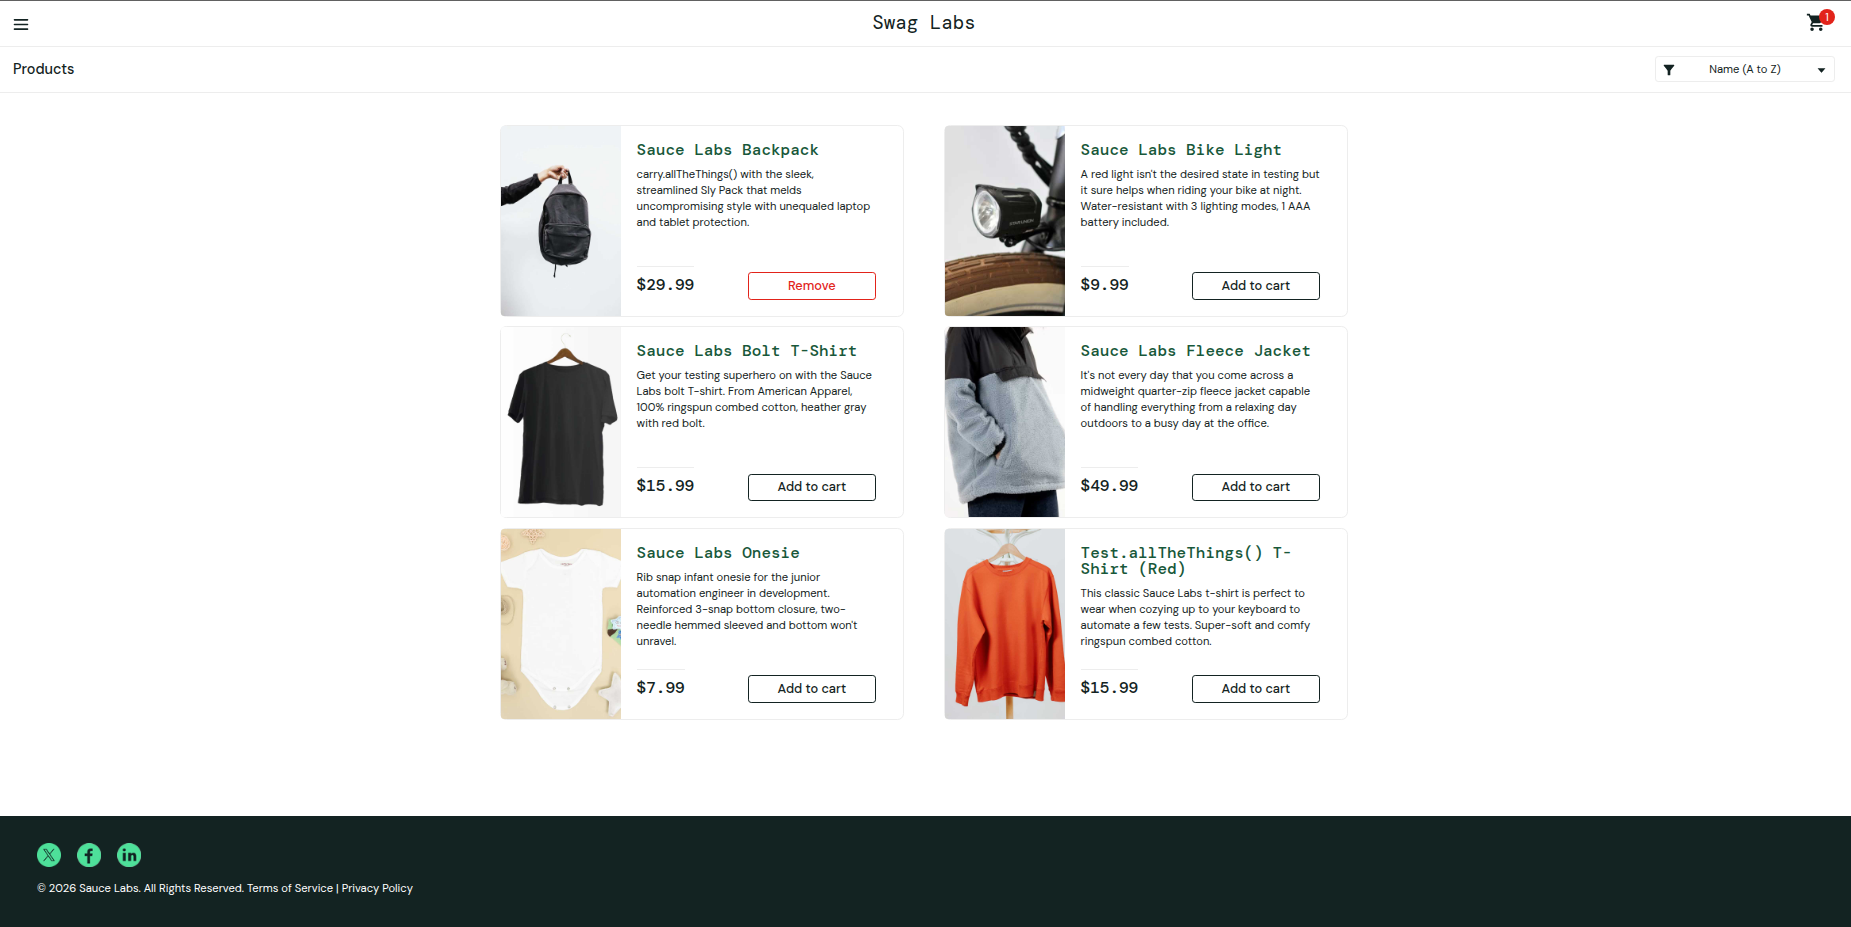 Swag Labs
1
Products
Name (A to Z)
Sauce Labs Backpack
carry.allTheThings() with the sleek,
streamlined Sly Pack that melds
uncompromising style with unequaled laptop
and tablet protection.
$29.99
Remove
Sauce Labs Bike Light
A red light isn't the desired state in testing but
it sure helps when riding your bike at night.
Water-resistant with 3 lighting modes, 1 AAA
battery included.
$9.99
Add to cart
Sauce Labs Bolt T-Shirt
Get your testing superhero on with the Sauce
Labs bolt T-shirt. From American Apparel,
100% ringspun combed cotton, heather gray
with red bolt.
$15.99
Add to cart
Sauce Labs Fleece Jacket
It's not every day that you come across a
midweight quarter-zip fleece jacket capable
of handling everything from a relaxing day
outdoors to a busy day at the office.
$49.99
Add to cart
Sauce Labs Onesie
Rib snap infant onesie for the junior
automation engineer in development.
Reinforced 3-snap bottom closure, two-
needle hemmed sleeved and bottom won't
unravel.
$7.99
Add to cart
Test.allTheThings() T-
Shirt (Red)
This classic Sauce Labs t-shirt is perfect to
wear when cozying up to your keyboard to
automate a few tests. Super-soft and comfy
ringspun combed cotton.
$15.99
Add to cart
© 2026 Sauce Labs. All Rights Reserved. Terms of Service | Privacy Policy